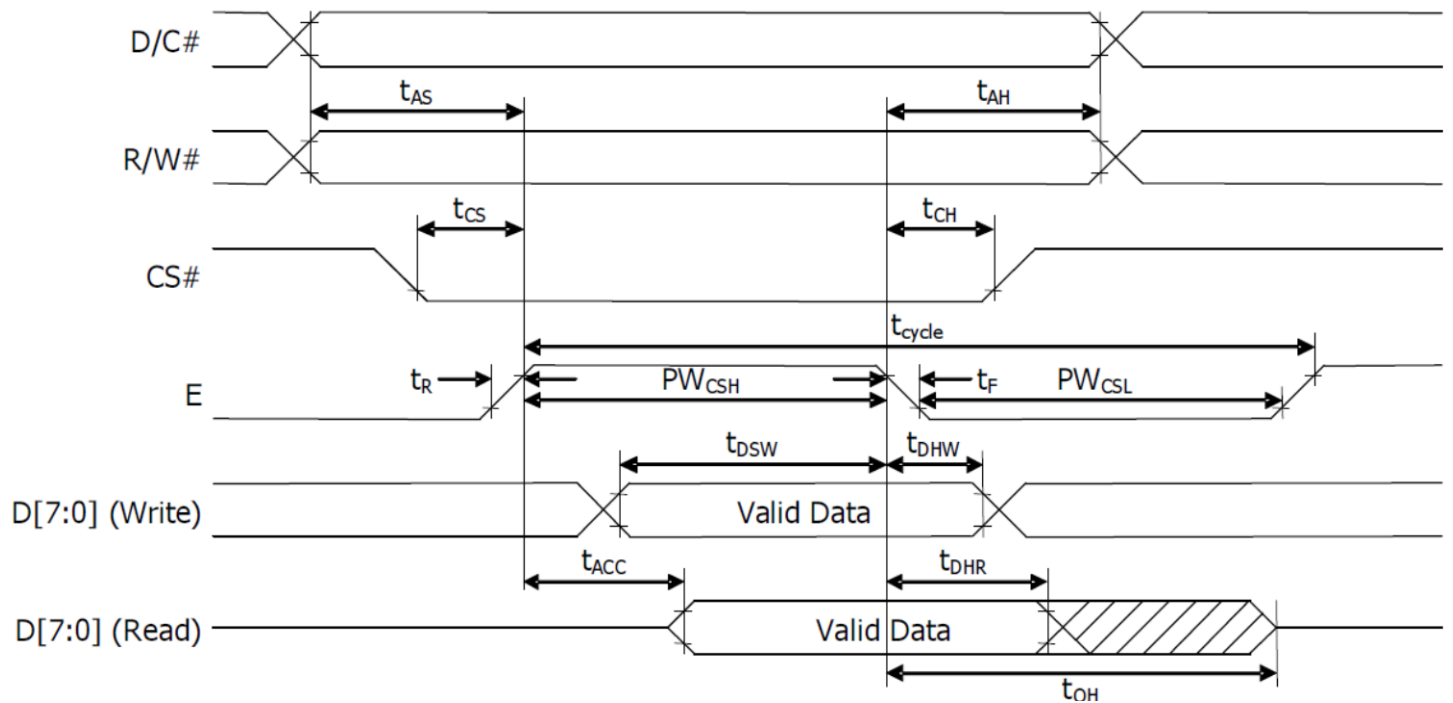 D/C#
t_AS
t_AH
R/W#
t_CS
t_CH
CS#
t_cycle
t_R
PW_CSH
t_F
PW_CSL
E
t_DSW
t_DHW
D[7:0] (Write)
Valid Data
t_ACC
t_DHR
D[7:0] (Read)
Valid Data
t_OH